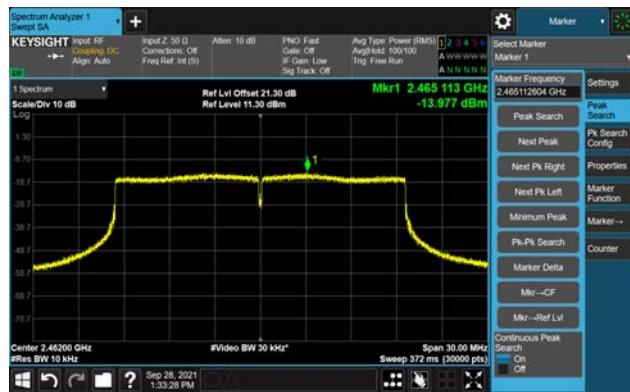 Spectrum Analyzer 1
Swept SA
Marker
KEYSIGHT
Input: RF
Coupling: DC
Align: Auto
Input Z: 50 Ω
Corrections: Off
Freq Ref: Int (S)
Atten: 10 dB
PNO: Fast
Gate: Off
IF Gain: Low
Sig Track: Off
Avg Type: Power (RMS)
Avg|Hold: 100/100
Trig: Free Run
1 2 3 4 5 6
A W W W W W
A N N N N N
Select Marker
Marker 1
1 Spectrum
Scale/Div 10 dB
Log
Ref Lvl Offset 21.30 dB
Ref Level 11.30 dBm
Mkr1 2.465 113 GHz
-13.977 dBm
1.30
-8.70
-18.7
-28.7
-38.7
-48.7
-58.7
-68.7
-78.7
1
Center 2.46200 GHz
#Res BW 10 kHz
#Video BW 30 kHz*
Span 30.00 MHz
Sweep 372 ms (30000 pts)
Marker Frequency
2.465112604 GHz
Peak Search
Next Peak
Next Pk Right
Next Pk Left
Minimum Peak
Pk-Pk Search
Marker Delta
Mkr→CF
Mkr→Ref Lvl
Continuous Peak
Search
On
Off
Settings
Peak
Search
Pk Search
Config
Properties
Marker
Function
Marker→
Counter
?
Sep 28, 2021
1:33:28 PM